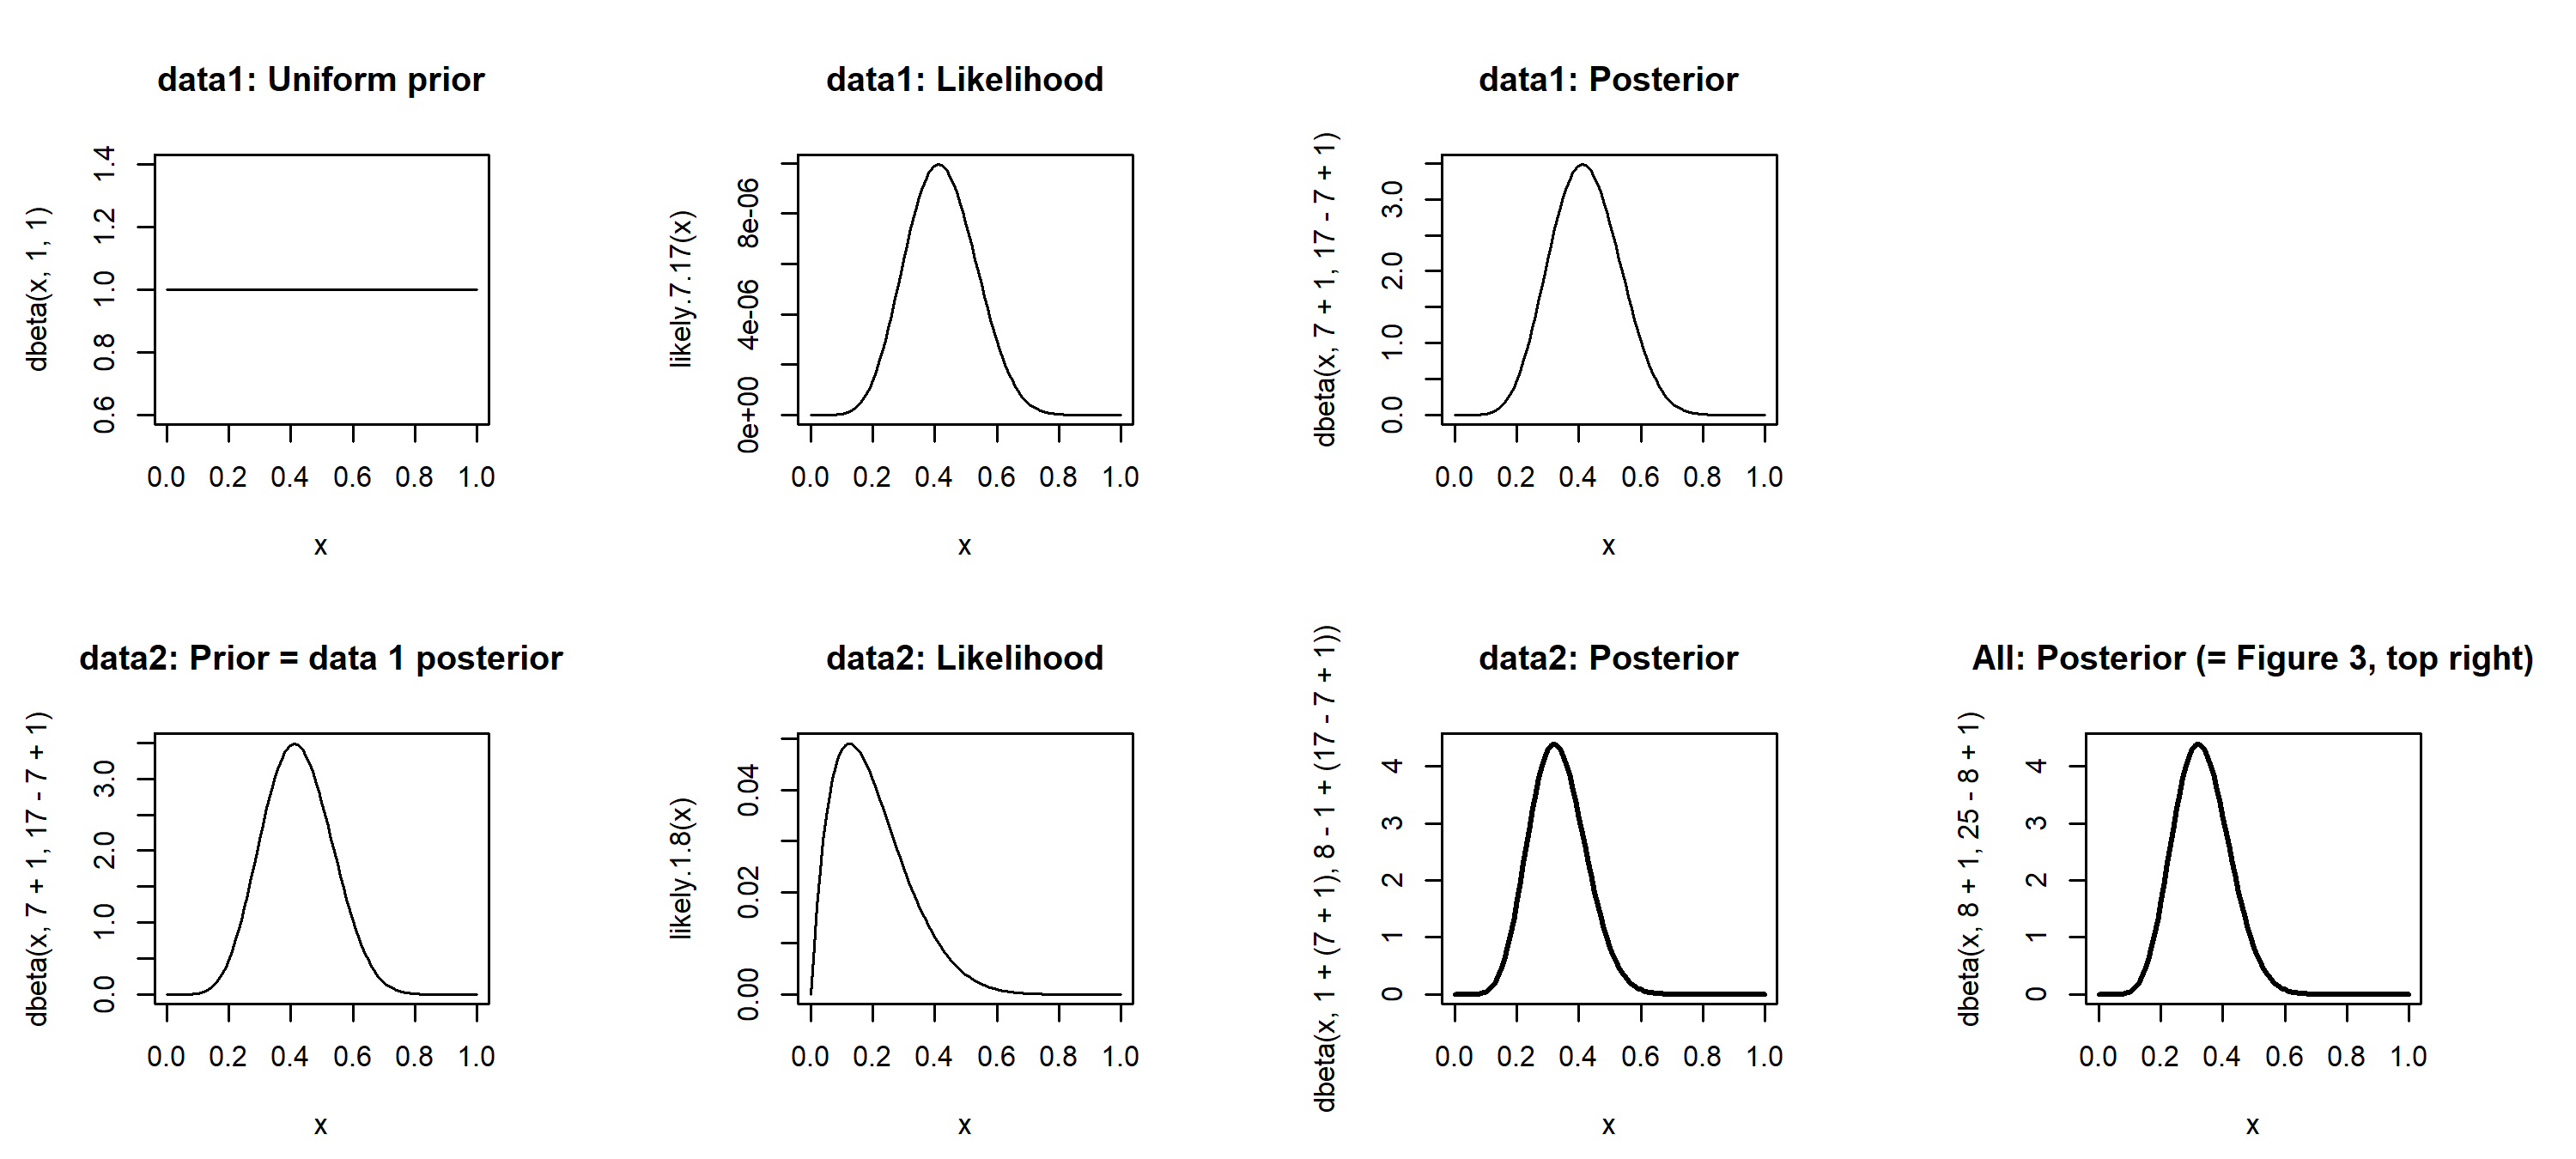 data1: Uniform prior
dbeta(x, 1, 1)
0.6 0.8 1.0 1.2 1.4
0.0 0.2 0.4 0.6 0.8 1.0
x
data1: Likelihood
likely.7.17(x)
0e+00 4e-06 8e-06
0.0 0.2 0.4 0.6 0.8 1.0
x
data1: Posterior
dbeta(x, 7 + 1, 17 - 7 + 1)
0.0 1.0 2.0 3.0
0.0 0.2 0.4 0.6 0.8 1.0
x
data2: Prior = data 1 posterior
dbeta(x, 7 + 1, 17 - 7 + 1)
0.0 1.0 2.0 3.0
0.0 0.2 0.4 0.6 0.8 1.0
x
data2: Likelihood
likely.1.8(x)
0.00 0.02 0.04
0.0 0.2 0.4 0.6 0.8 1.0
x
data2: Posterior
dbeta(x, 1 + (7 + 1), 8 - 1 + (17 - 7 + 1))
0 1 2 3 4
0.0 0.2 0.4 0.6 0.8 1.0
x
All: Posterior (= Figure 3, top right)
dbeta(x, 8 + 1, 25 - 8 + 1)
0 1 2 3 4
0.0 0.2 0.4 0.6 0.8 1.0
x